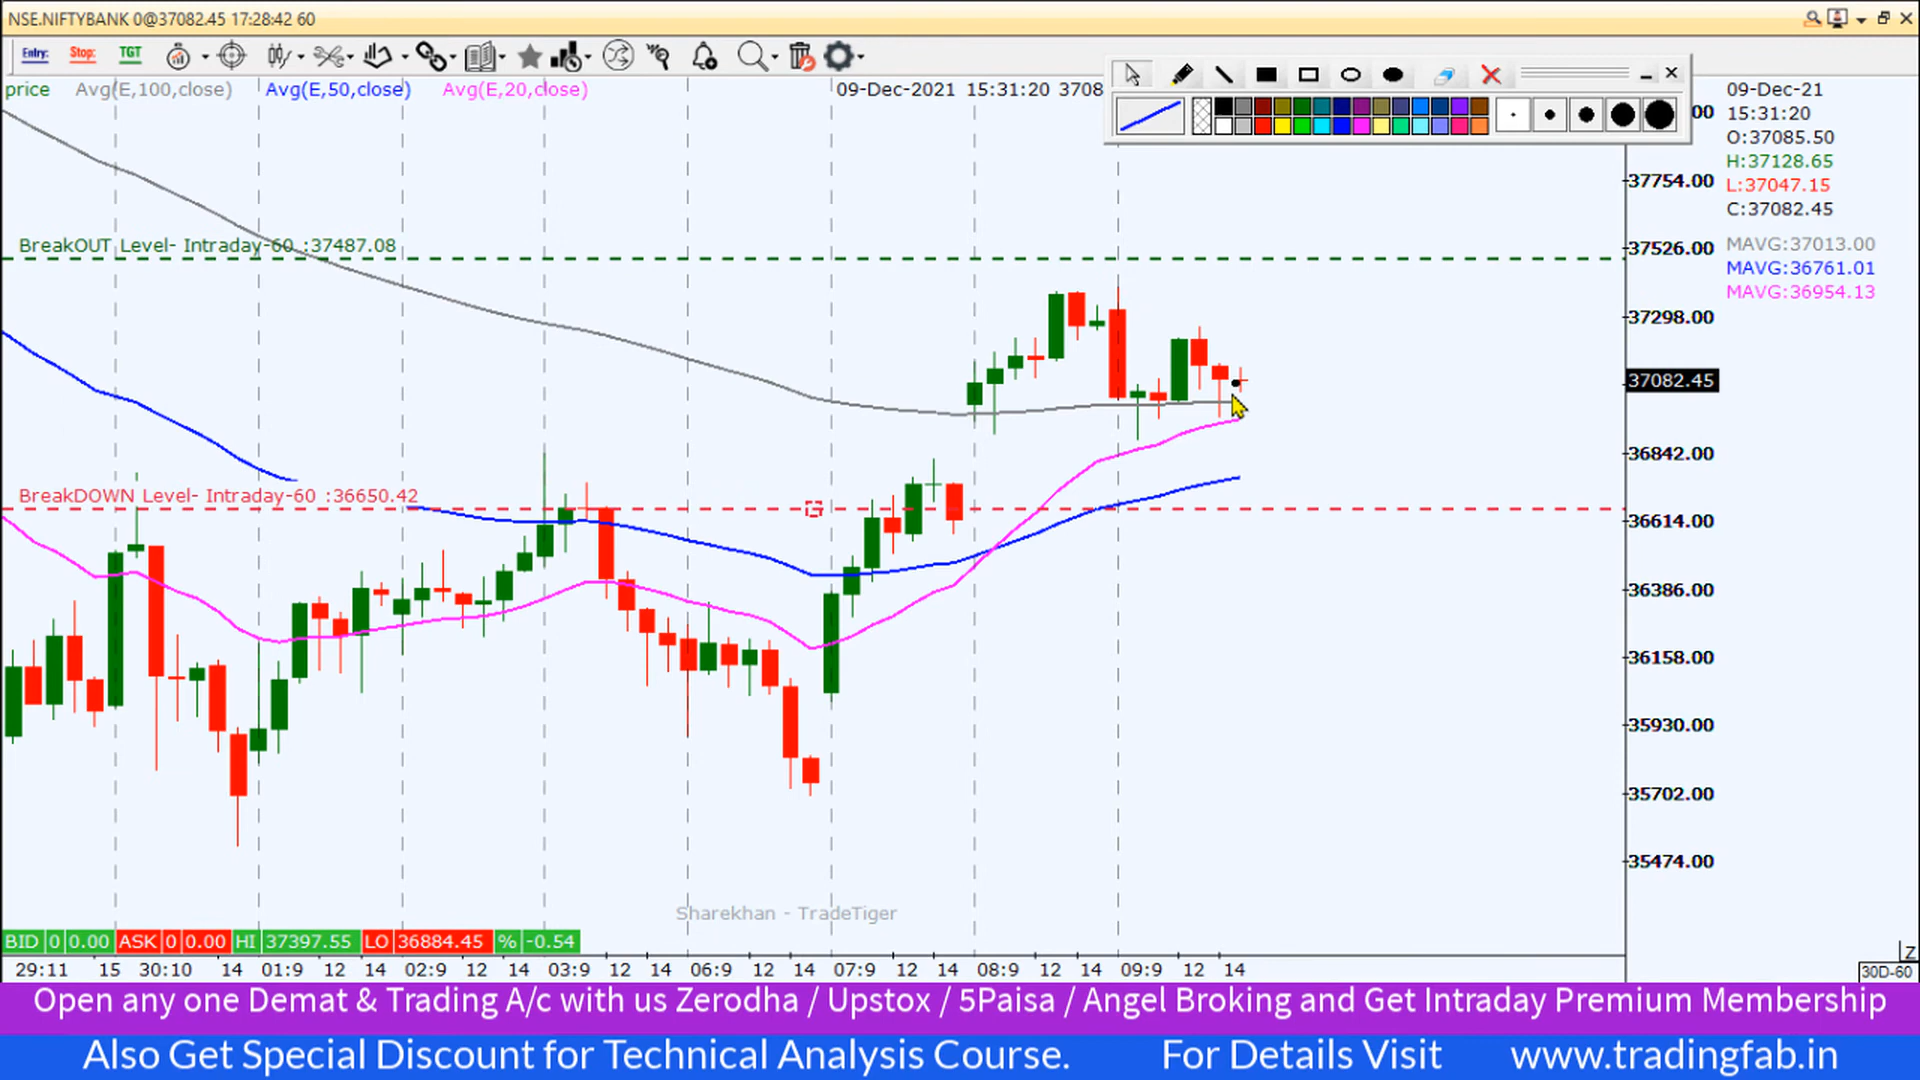 NSE.NIFTYBANK 0@37082.45 17:28:42 60
Entry: Stop: TGT
price Avg(E,100,close) Avg(E,50,close) Avg(E,20,close) 09-Dec-2021 15:31:20 3708
09-Dec-21
15:31:20
O:37085.50
H:37128.65
L:37047.15
C:37082.45
MAVG:37013.00
MAVG:36761.01
MAVG:36954.13
00
37754.00
37526.00
37298.00
37082.45
36842.00
36614.00
36386.00
36158.00
35930.00
35702.00
35474.00
BreakOUT Level- Intraday-60 :37487.08
BreakDOWN Level- Intraday-60 :36650.42
Sharekhan - TradeTiger
BID 0 0.00 ASK 0 0.00 HI 37397.55 LO 36884.45 % -0.54
29:11 15 30:10 14 01:9 12 14 02:9 12 14 03:9 12 14 06:9 12 14 07:9 12 14 08:9 12 14 09:9 12 14
Z
30D-60
Open any one Demat & Trading A/c with us Zerodha / Upstox / 5Paisa / Angel Broking and Get Intraday Premium Membership
Also Get Special Discount for Technical Analysis Course. For Details Visit www.tradingfab.in